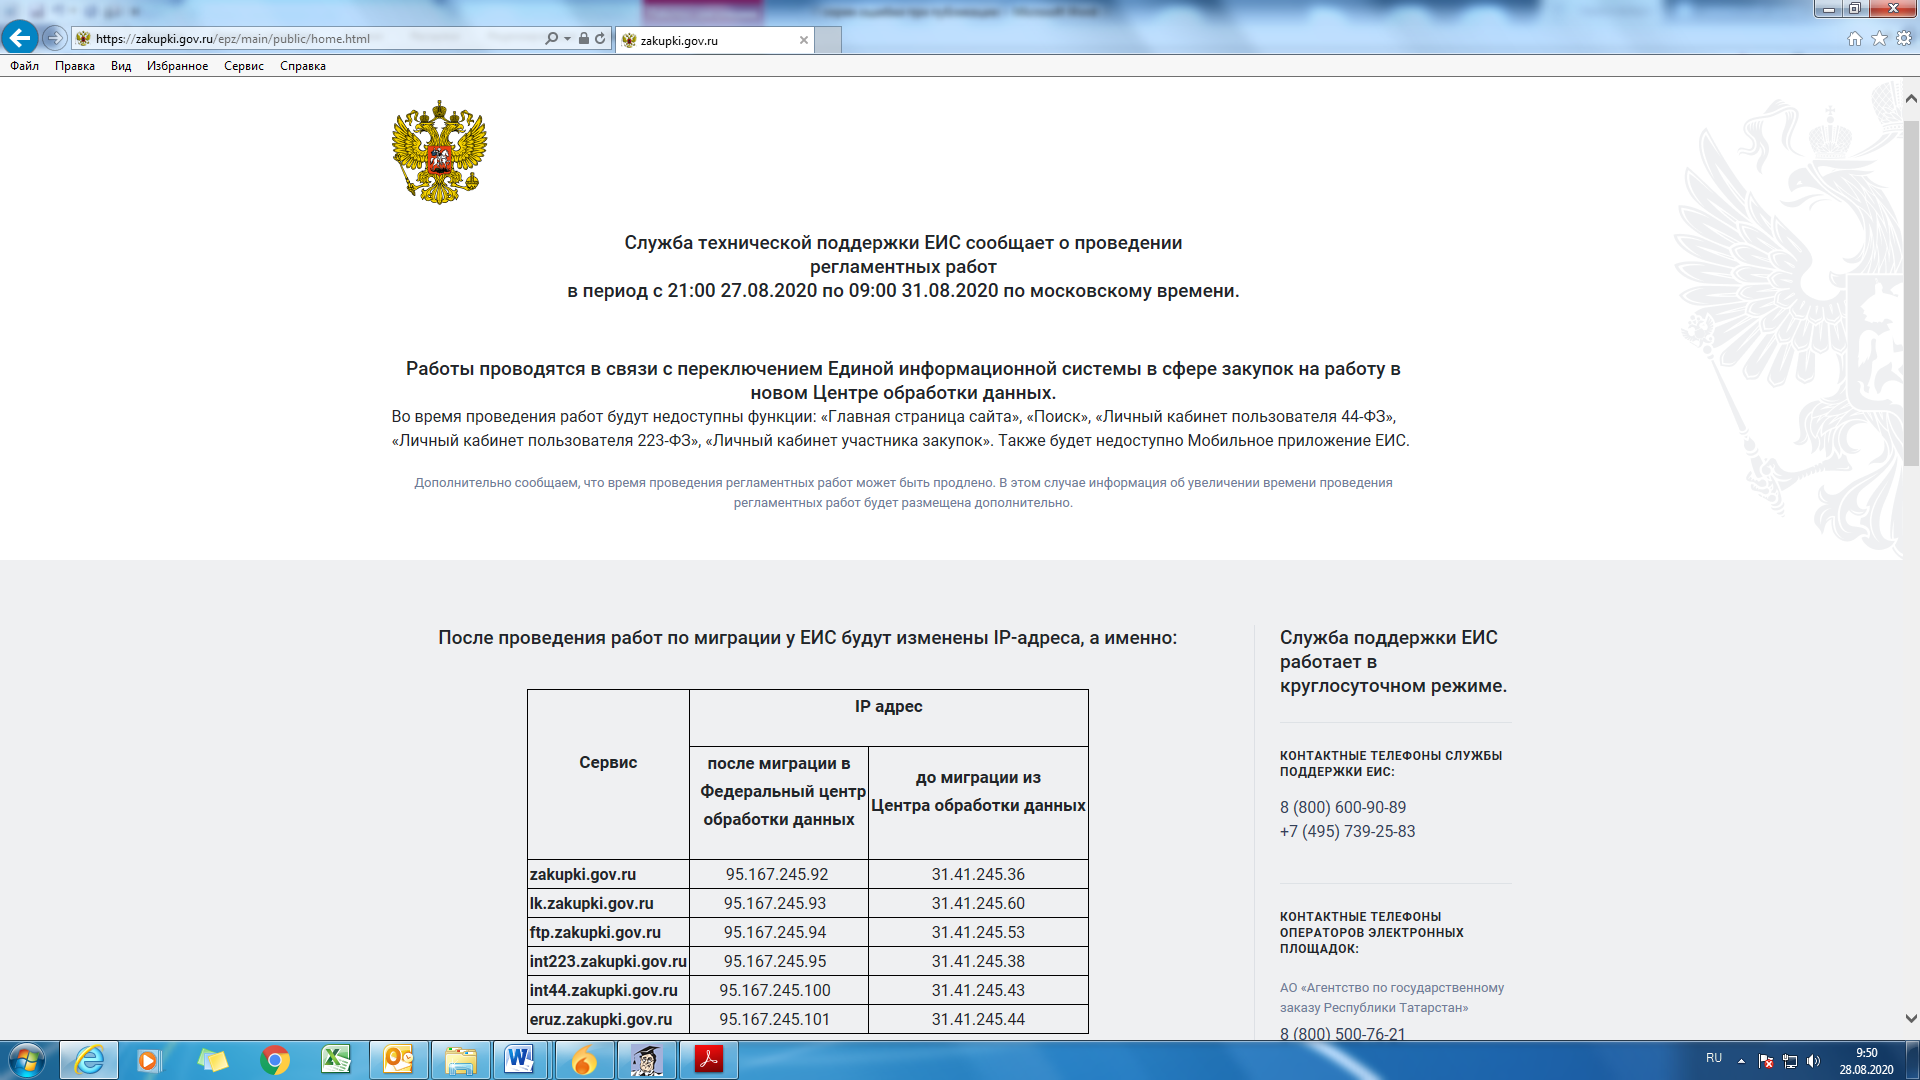 https://zakupki.gov.ru/epz/main/public/home.html
zakupki.gov.ru
Файл Правка Вид Избранное Сервис Справка
Служба технической поддержки ЕИС сообщает о проведении
регламентных работ
в период с 21:00 27.08.2020 по 09:00 31.08.2020 по московскому времени.
Работы проводятся в связи с переключением Единой информационной системы в сфере закупок на работу в
новом Центре обработки данных.
Во время проведения работ будут недоступны функции: «Главная страница сайта», «Поиск», «Личный кабинет пользователя 44-ФЗ»,
«Личный кабинет пользователя 223-ФЗ», «Личный кабинет участника закупок». Также будет недоступно Мобильное приложение ЕИС.
Дополнительно сообщаем, что время проведения регламентных работ может быть продлено. В этом случае информация об увеличении времени проведения
регламентных работ будет размещена дополнительно.
После проведения работ по миграции у ЕИС будут изменены IP-адреса, а именно:
Сервис
IP адрес
после миграции в
Федеральный центр
обработки данных
до миграции из
Центра обработки данных
zakupki.gov.ru 95.167.245.92 31.41.245.36
lk.zakupki.gov.ru 95.167.245.93 31.41.245.60
ftp.zakupki.gov.ru 95.167.245.94 31.41.245.53
int223.zakupki.gov.ru 95.167.245.95 31.41.245.38
int44.zakupki.gov.ru 95.167.245.100 31.41.245.43
eruz.zakupki.gov.ru 95.167.245.101 31.41.245.44
Служба поддержки ЕИС
работает в
круглосуточном режиме.
КОНТАКТНЫЕ ТЕЛЕФОНЫ СЛУЖБЫ
ПОДДЕРЖКИ ЕИС:
8 (800) 600-90-89
+7 (495) 739-25-83
КОНТАКТНЫЕ ТЕЛЕФОНЫ
ОПЕРАТОРОВ ЭЛЕКТРОННЫХ
ПЛОЩАДОК:
АО «Агентство по государственному
заказу Республики Татарстан»
8 (800) 500-76-21
RU
9:50
28.08.2020